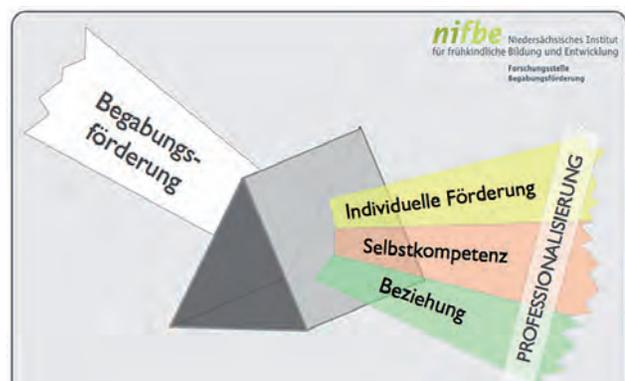 nifbe Niedersächsisches Institut
für frühkindliche Bildung und Entwicklung
Forschungsstelle
Begabungsförderung
Begabungs-
förderung
Individuelle Förderung
Selbstkompetenz
Beziehung
PROFESSIONALISIERUNG